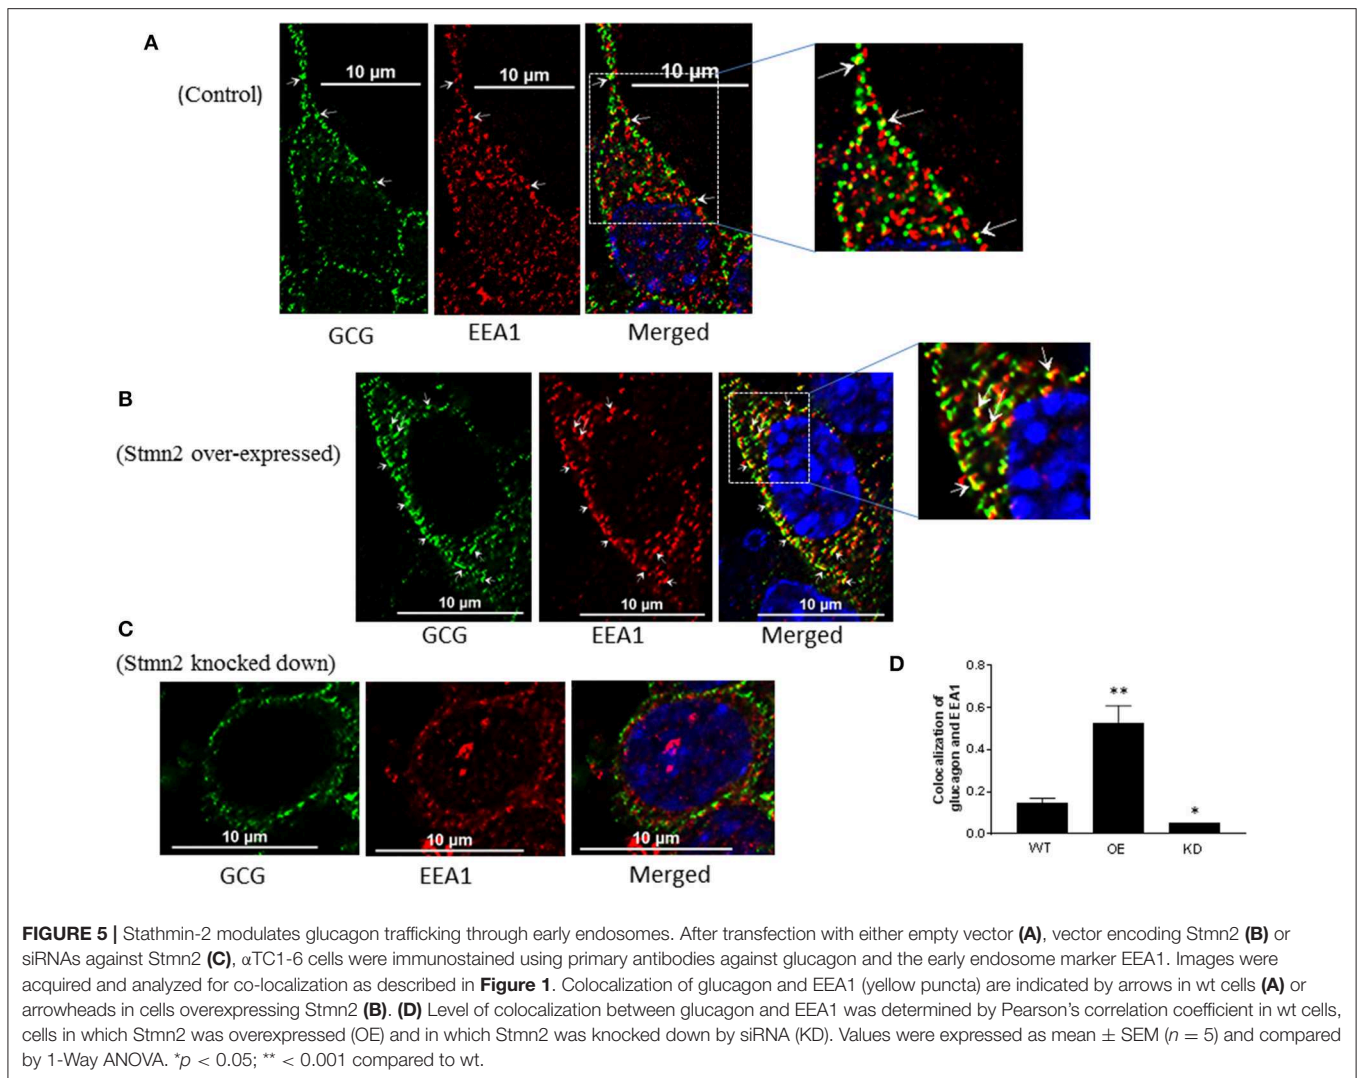 A
(Control)
10 µm
10 µm
10 µm
GCG
EEA1
Merged
B
(Stmn2 over-expressed)
10 µm
10 µm
10 µm
GCG
EEA1
Merged
C
(Stmn2 knocked down)
10 µm
10 µm
10 µm
GCG
EEA1
Merged
D
Colocalization of
glucagon and EEA1
0.8
0.6
0.4
0.2
0.0
**
*
WT
OE
KD
FIGURE 5 | Stathmin-2 modulates glucagon trafficking through early endosomes. After transfection with either empty vector (A), vector encoding Stmn2 (B) or
siRNAs against Stmn2 (C), αTC1-6 cells were immunostained using primary antibodies against glucagon and the early endosome marker EEA1. Images were
acquired and analyzed for co-localization as described in Figure 1. Colocalization of glucagon and EEA1 (yellow puncta) are indicated by arrows in wt cells (A) or
arrowheads in cells overexpressing Stmn2 (B). (D) Level of colocalization between glucagon and EEA1 was determined by Pearson's correlation coefficient in wt cells,
cells in which Stmn2 was overexpressed (OE) and in which Stmn2 was knocked down by siRNA (KD). Values were expressed as mean ± SEM (n = 5) and compared
by 1-Way ANOVA. *p < 0.05; ** < 0.001 compared to wt.